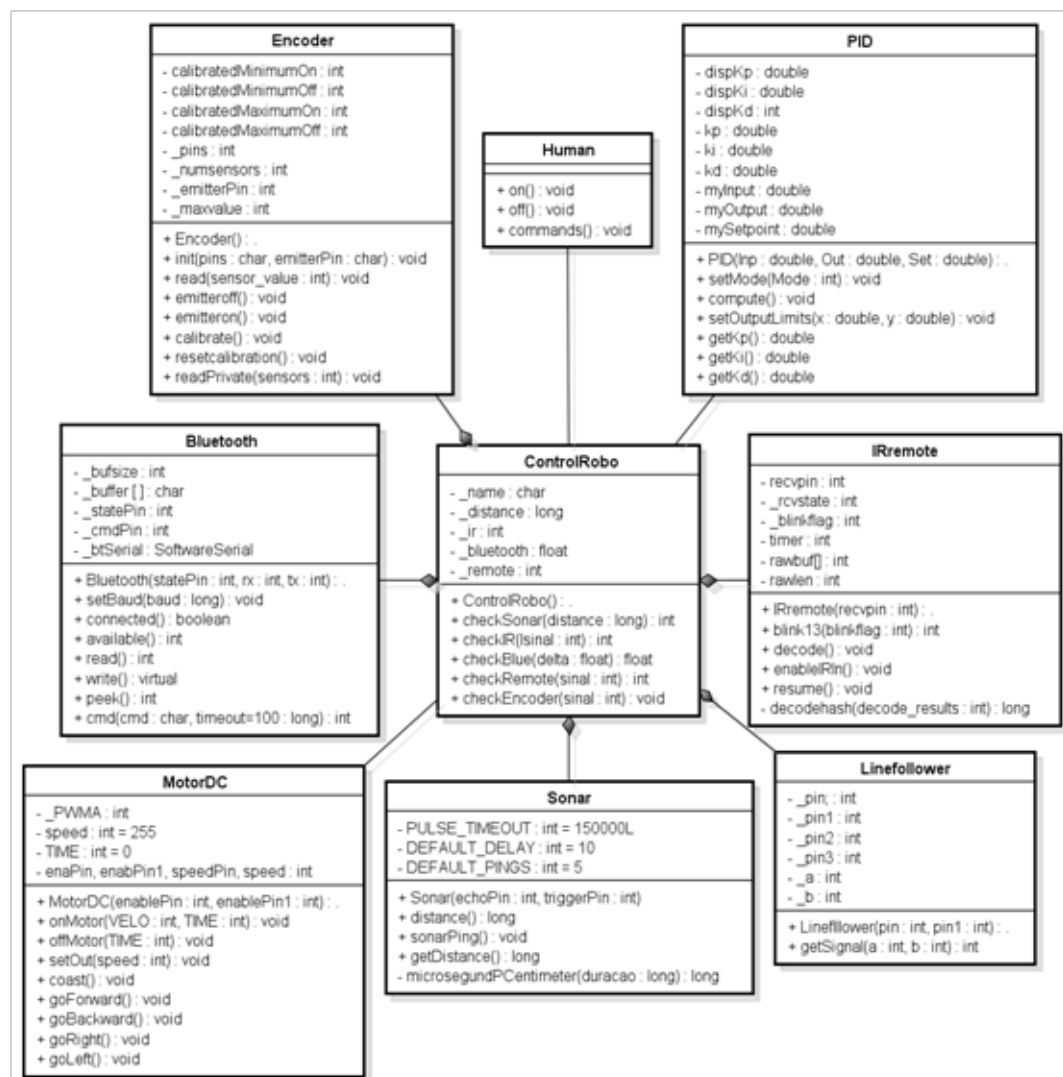 Encoder
- calibratedMinimumOn : int
- calibratedMinimumOff : int
- calibratedMaximumOn : int
- calibratedMaximumOff : int
- _pins : int
- _numsensors : int
- _emitterPin : int
- _maxvalue : int
+ Encoder() : .
+ init(pins : char, emitterPin : char) : void
+ read(sensor_value : int) : void
+ emitteroff() : void
+ emitteron() : void
+ calibrate() : void
+ resetcalibration() : void
+ readPrivate(sensors : int) : void
Human
+ on() : void
+ off() : void
+ commands() : void
PID
- dispKp : double
- dispKi : double
- dispKd : int
- kp : double
- ki : double
- kd : double
- myInput : double
- myOutput : double
- mySetpoint : double
+ PID(Inp : double, Out : double, Set : double) : .
+ setMode(Mode : int) : void
+ compute() : void
+ setOutputLimits(x : double, y : double) : void
+ getKp() : double
+ getKi() : double
+ getKd() : double
Bluetooth
- _bufsize : int
- _buffer [ ] : char
- _statePin : int
- _cmdPin : int
- _btSerial : SoftwareSerial
+ Bluetooth(statePin : int, rx : int, tx : int) : .
+ setBaud(baud : long) : void
+ connected() : boolean
+ available() : int
+ read() : int
+ write() : virtual
+ peek() : int
+ cmd(cmd : char, timeout=100 : long) : int
ControlRobo
- _name : char
- _distance : long
- _ir : int
- _bluetooth : float
- _remote : int
+ ControlRobo() : .
+ checkSonar(distance : long) : int
+ checkIR(lsinal : int) : int
+ checkBlue(delta : float) : float
+ checkRemote(sinal : int) : int
+ checkEncoder(sinal : int) : void
IRremote
- recvpin : int
- _rcvstate : int
- _blinkflag : int
- timer : int
- rawbuf[] : int
- rawlen : int
+ IRremote(recvpin : int) : .
+ blink13(blinkflag : int) : int
+ decode() : void
+ enableIRIn() : void
+ resume() : void
- decodehash(decode_results : int) : long
MotorDC
- _PWMA : int
- speed : int = 255
- TIME : int = 0
- enaPin, enabPin1, speedPin, speed : int
+ MotorDC(enablePin : int, enablePin1 : int) : .
+ onMotor(VELO : int, TIME : int) : void
+ offMotor(TIME : int) : void
+ setOut(speed : int) : void
+ coast() : void
+ goForward() : void
+ goBackward() : void
+ goRight() : void
+ goLeft() : void
Sonar
- PULSE_TIMEOUT : int = 150000L
- DEFAULT_DELAY : int = 10
- DEFAULT_PINGS : int = 5
+ Sonar(echoPin : int, triggerPin : int)
+ distance() : long
+ sonarPing() : void
+ getDistance() : long
- microsegundPCentimeter(duracao : long) : long
Linefollower
- _pin; : int
- _pin1 : int
- _pin2 : int
- _pin3 : int
- _a : int
- _b : int
+ Linefillower(pin : int, pin1 : int) : .
+ getSignal(a : int, b : int) : int